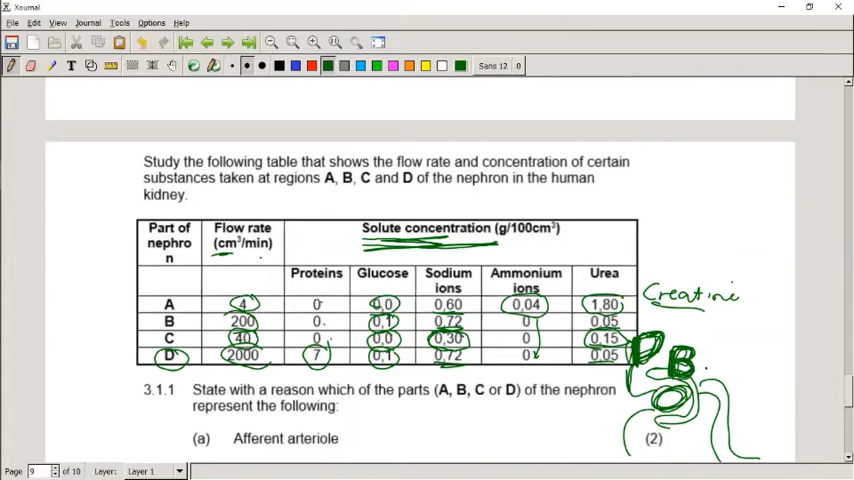 Xournal
File Edit View Journal Tools Options Help
Sans 12 0
Study the following table that shows the flow rate and concentration of certain
substances taken at regions A, B, C and D of the nephron in the human
kidney.
Part of nephro n Flow rate (cm³/min) Solute concentration (g/100cm³)
Proteins Glucose Sodium ions Ammonium ions Urea
A 4 0 0,0 0,60 0,04 1,80
B 200 0 0,1 0,72 0 0,05
C 40 0 0,0 0,30 0 0,15
D 2000 7 0,1 0,72 0 0,05
Creatine
D
B
3.1.1 State with a reason which of the parts (A, B, C or D) of the nephron
represent the following:
(a) Afferent arteriole (2)
Page 9 of 10 Layer: Layer 1